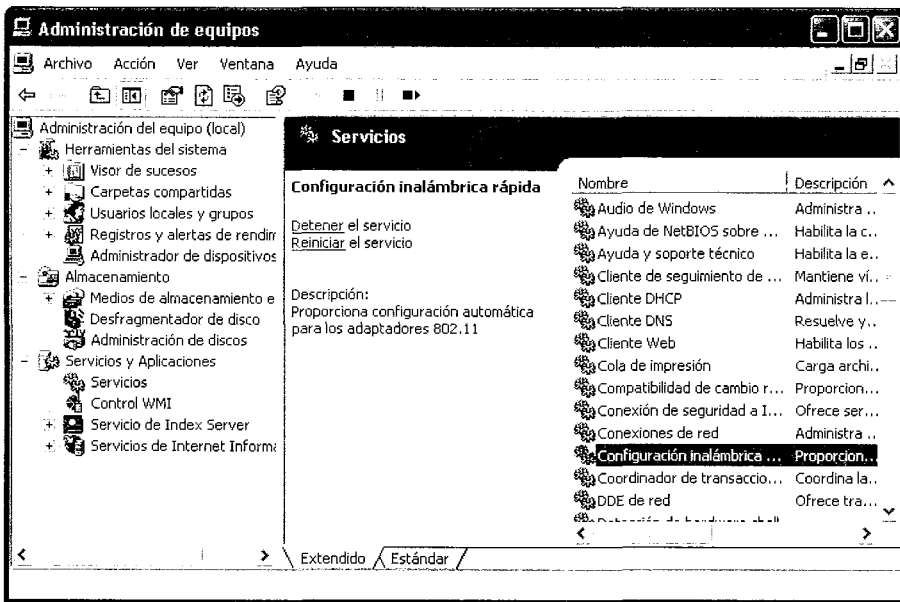 Administración de equipos
Archivo Acción Ver Ventana Ayuda
Administración del equipo (local)
Herramientas del sistema
Visor de sucesos
Carpetas compartidas
Usuarios locales y grupos
Registros y alertas de rendir
Administrador de dispositivos
Almacenamiento
Medios de almacenamiento e
Desfragmentador de disco
Administración de discos
Servicios y Aplicaciones
Servicios
Control WMI
Servicio de Index Server
Servicios de Internet Informa
Servicios
Configuración inalámbrica rápida
Detener el servicio
Reiniciar el servicio
Descripción:
Proporciona configuración automática
para los adaptadores 802.11
Nombre Descripción
Audio de Windows Administra ..
Ayuda de NetBIOS sobre ... Habilita la c..
Ayuda y soporte técnico Habilita la e..
Cliente de seguimiento de ... Mantiene ví..
Cliente DHCP Administra l..
Cliente DNS Resuelve y..
Cliente Web Habilita los ..
Cola de impresión Carga archi..
Compatibilidad de cambio r... Proporcion...
Conexión de seguridad a I... Ofrece ser...
Conexiones de red Administra ..
Configuración inalámbrica ... Proporcion...
Coordinador de transaccio... Coordina la..
DDE de red Ofrece tra...
Detección de hardware shell
Extendido Estándar